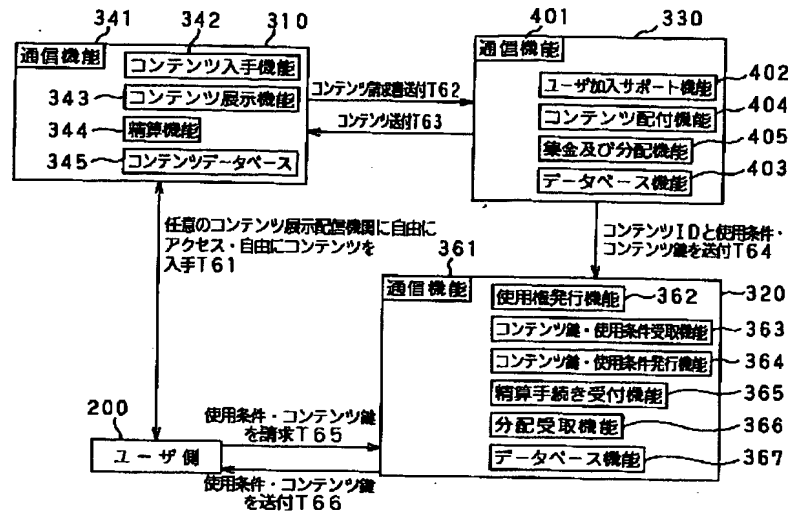 341
342
310
通信機能
コンテンツ入手機能
343
コンテンツ展示機能
344
精算機能
345
コンテンツデータベース
コンテンツ請求書送付T62
コンテンツ送付T63
401
330
通信機能
402
ユーザ加入サポート機能
404
コンテンツ配付機能
405
集金及び分配機能
403
データベース機能
任意のコンテンツ展示配信機関に自由に
アクセス・自由にコンテンツを
入手T61
コンテンツIDと使用条件・
コンテンツ鍵を送付T64
361
通信機能
320
使用権発行機能
362
コンテンツ鍵・使用条件受取機能
363
コンテンツ鍵・使用条件発行機能
364
精算手続き受付機能
365
分配受取機能
366
データベース機能
367
200
ユーザ側
使用条件・コンテンツ鍵
を請求T65
使用条件・コンテンツ鍵
を送付T66